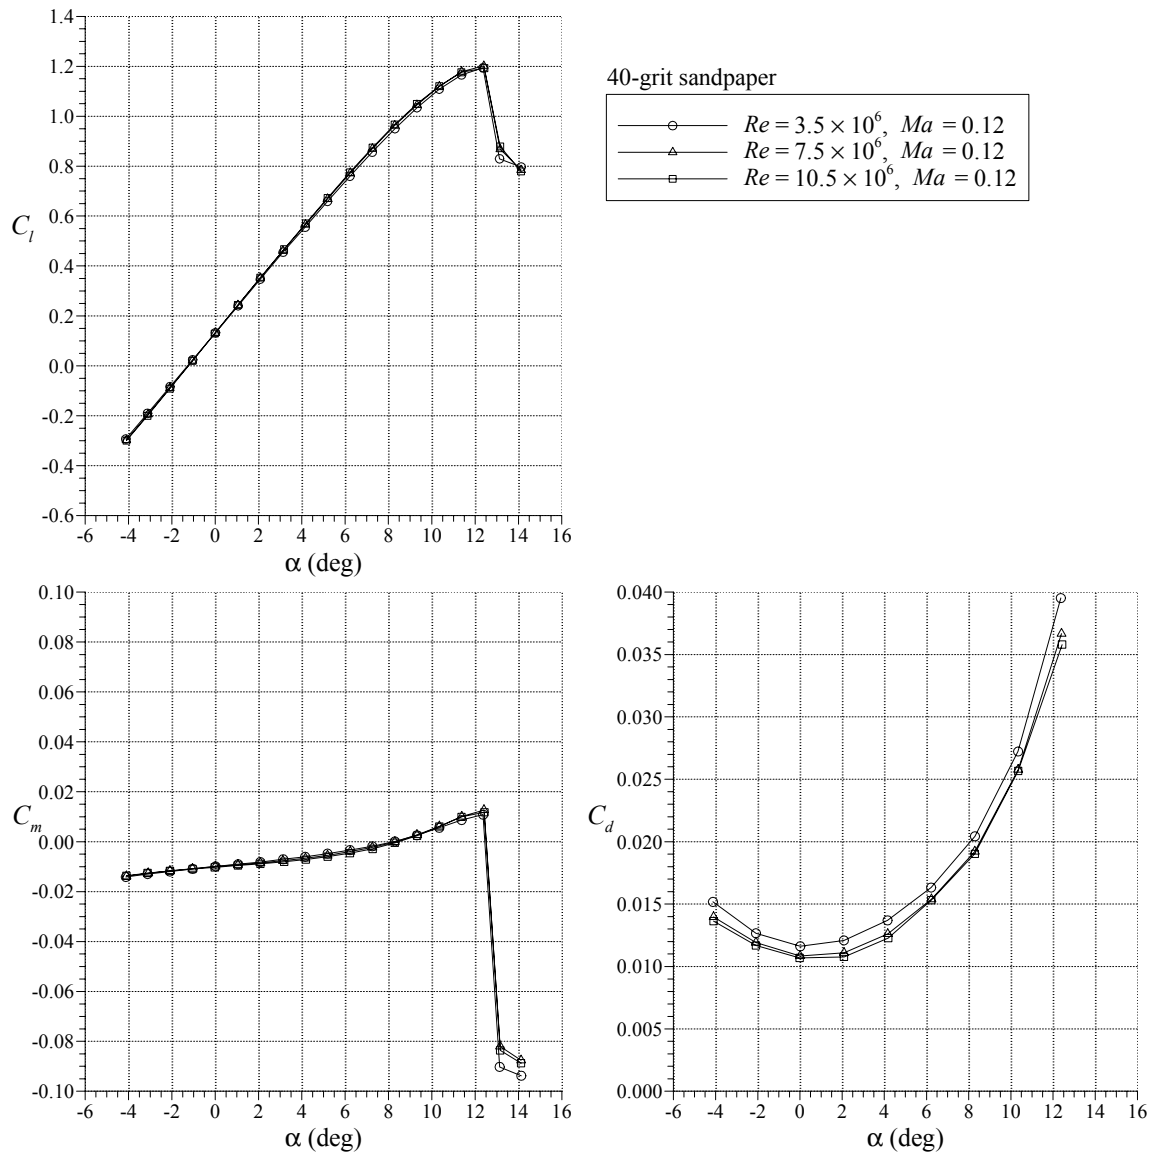 1.4
1.2
1.0
0.8
0.6
0.4
0.2
0.0
-0.2
-0.4
-0.6
C_l
-6 -4 -2 0 2 4 6 8 10 12 14 16
α (deg)
40-grit sandpaper
Re = 3.5 × 10⁶, Ma = 0.12
Re = 7.5 × 10⁶, Ma = 0.12
Re = 10.5 × 10⁶, Ma = 0.12
0.10
0.08
0.06
0.04
0.02
0.00
-0.02
-0.04
-0.06
-0.08
-0.10
C_m
-6 -4 -2 0 2 4 6 8 10 12 14 16
α (deg)
0.040
0.035
0.030
0.025
0.020
0.015
0.010
0.005
0.000
C_d
-6 -4 -2 0 2 4 6 8 10 12 14 16
α (deg)